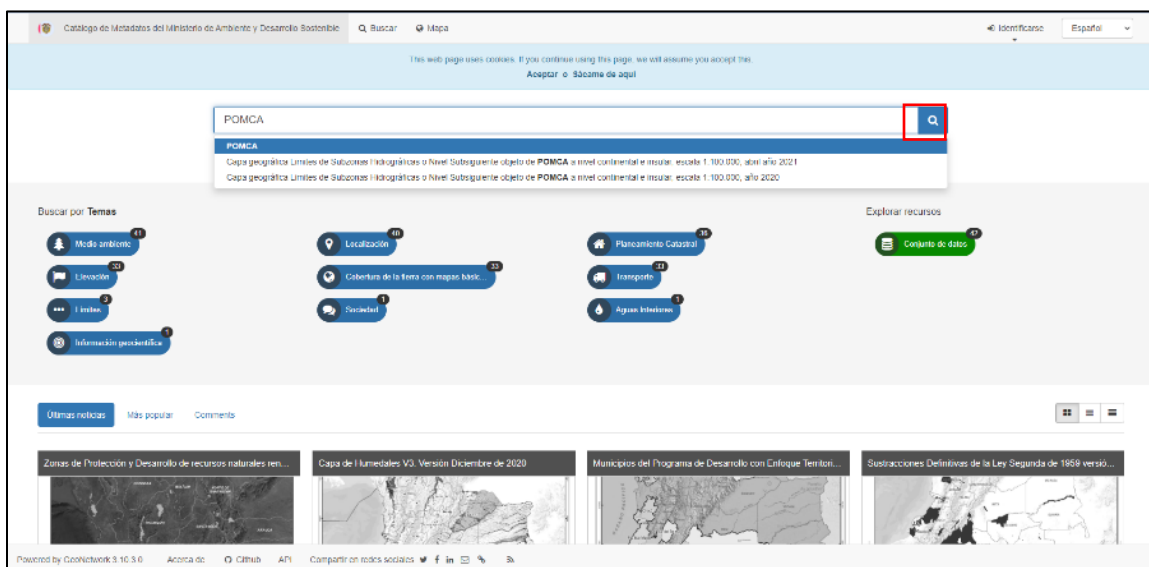 Catálogo de Metadatos del Ministerio de Ambiente y Desarrollo Sostenible Buscar Mapa Identificarse Español
This web page uses cookies. If you continue using this page, we will assume you accept this.
Aceptar o Sácame de aquí
POMCA
POMCA
Capa geográfica Límites de Subzonas Hidrográficas o Nivel Subsiguiente objeto de POMCA a nivel continental e insular. escala 1:100.000, abril año 2021
Capa geográfica Límites de Subzonas Hidrográficas o Nivel Subsiguiente objeto de POMCA a nivel continental e insular. escala 1:100.000, año 2020
Buscar por Temas Explorar recursos
Medio ambiente 41 Localización 40 Planeamiento Catastral 35 Conjunto de datos 47
Elevación 33 Cobertura de la tierra con mapas básic... 33 Transporte 33
Límites 3 Sociedad 1 Aguas Interiores 1
Información geocientífica 1
Últimas noticias Más popular Comments
Zonas de Protección y Desarrollo de recursos naturales ren... Capa de Humedales V3. Versión Diciembre de 2020 Municipios del Programa de Desarrollo con Enfoque Territori... Sustracciones Definitivas de la Ley Segunda de 1959 versió...
Powered by GeoNetwork 3.10.3.0 Acerca de Github API Compartir en redes sociales